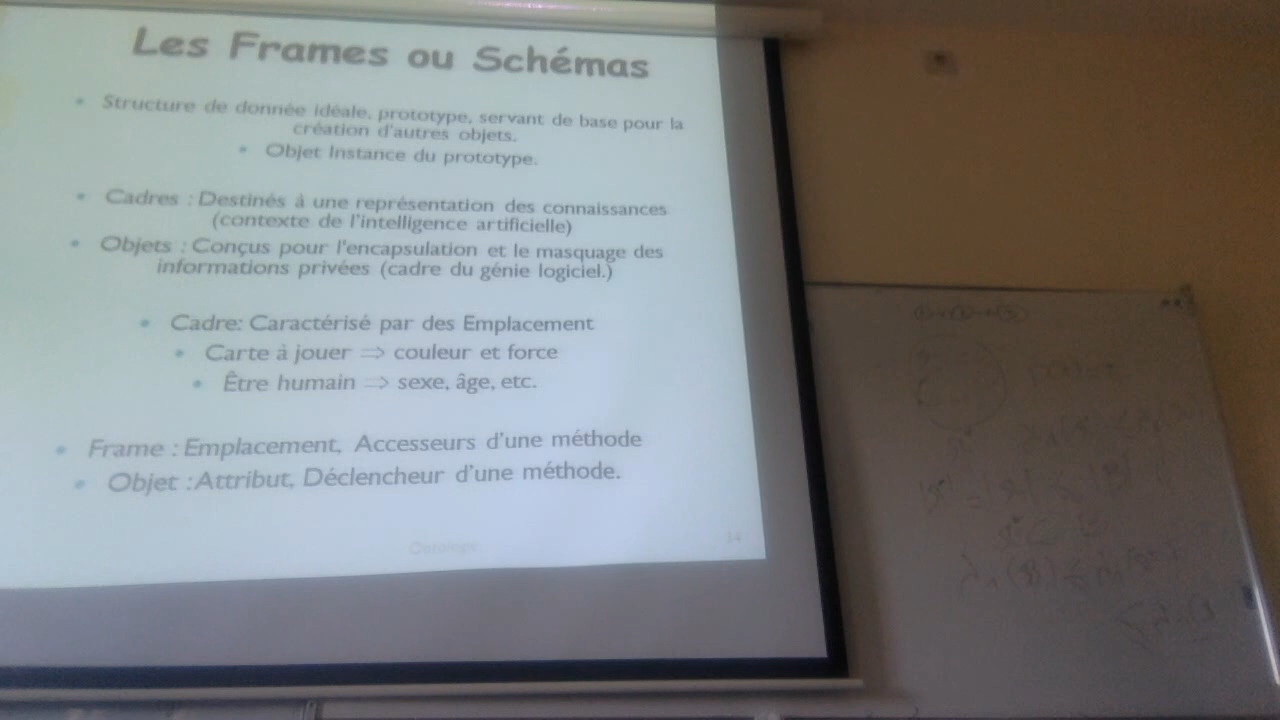 Les Frames ou Schémas
• Structure de donnée idéale, prototype, servant de base pour la
création d'autres objets.
• Objet Instance du prototype.
• Cadres : Destinés à une représentation des connaissances
(contexte de l'intelligence artificielle)
• Objets : Conçus pour l'encapsulation et le masquage des
informations privées (cadre du génie logiciel.)
• Cadre: Caractérisé par des Emplacement
• Carte à jouer ⇒ couleur et force
• Être humain ⇒ sexe, âge, etc.
• Frame : Emplacement, Accesseurs d'une méthode
• Objet : Attribut, Déclencheur d'une méthode.